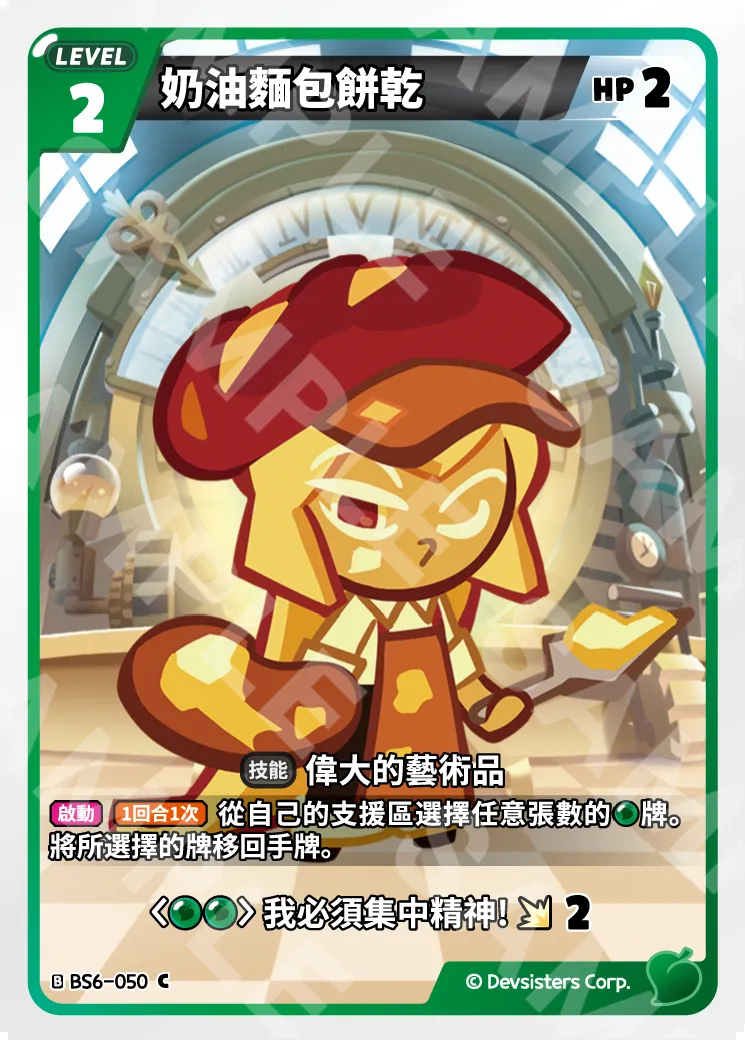 LEVEL
2
奶油麵包餅乾
HP 2
技能 偉大的藝術品
啟動 1回合1次 從自己的支援區選擇任意張數的牌。
將所選擇的牌移回手牌。
〈〉我必須集中精神! 2
B BS6-050 C
© Devsisters Corp.
SAMPLE